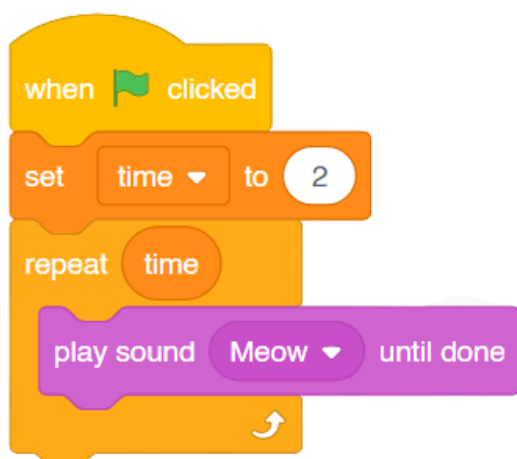 when clicked
set time to 2
repeat time
play sound Meow until done